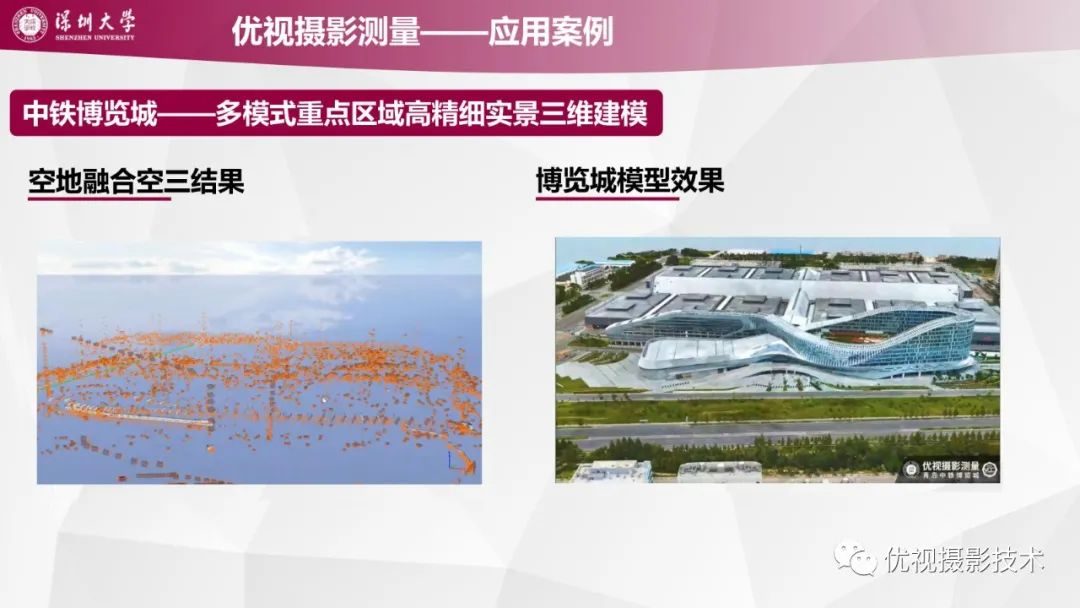 深圳大学
SHENZHEN UNIVERSITY
优视摄影测量——应用案例
中铁博览城——多模式重点区域高精细实景三维建模
空地融合空三结果
博览城模型效果
优视摄影测量
青岛中铁博览城
优视摄影技术